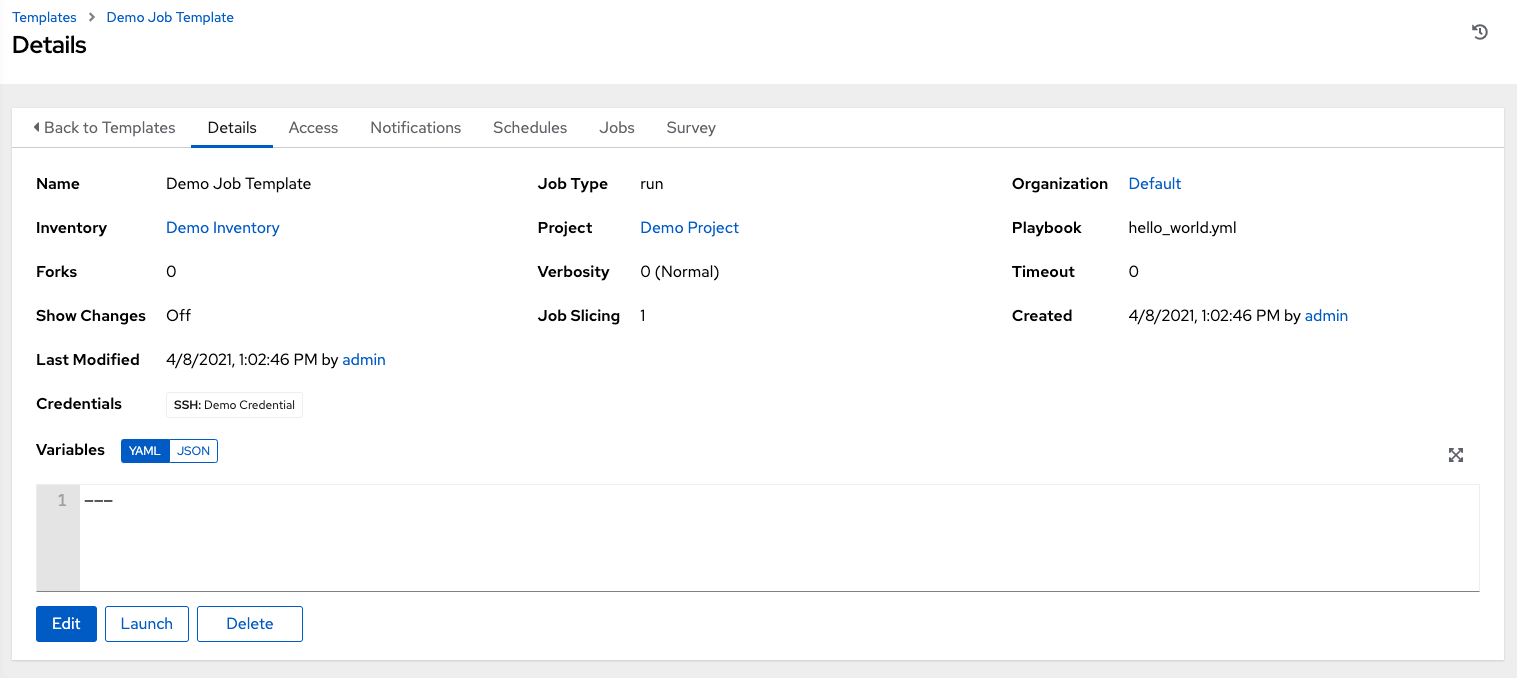 Templates > Demo Job Template
Details
Back to Templates Details Access Notifications Schedules Jobs Survey
Name Demo Job Template Job Type run Organization Default
Inventory Demo Inventory Project Demo Project Playbook hello_world.yml
Forks 0 Verbosity 0 (Normal) Timeout 0
Show Changes Off Job Slicing 1 Created 4/8/2021, 1:02:46 PM by admin
Last Modified 4/8/2021, 1:02:46 PM by admin
Credentials SSH: Demo Credential
Variables YAML JSON
1 ---
Edit Launch Delete